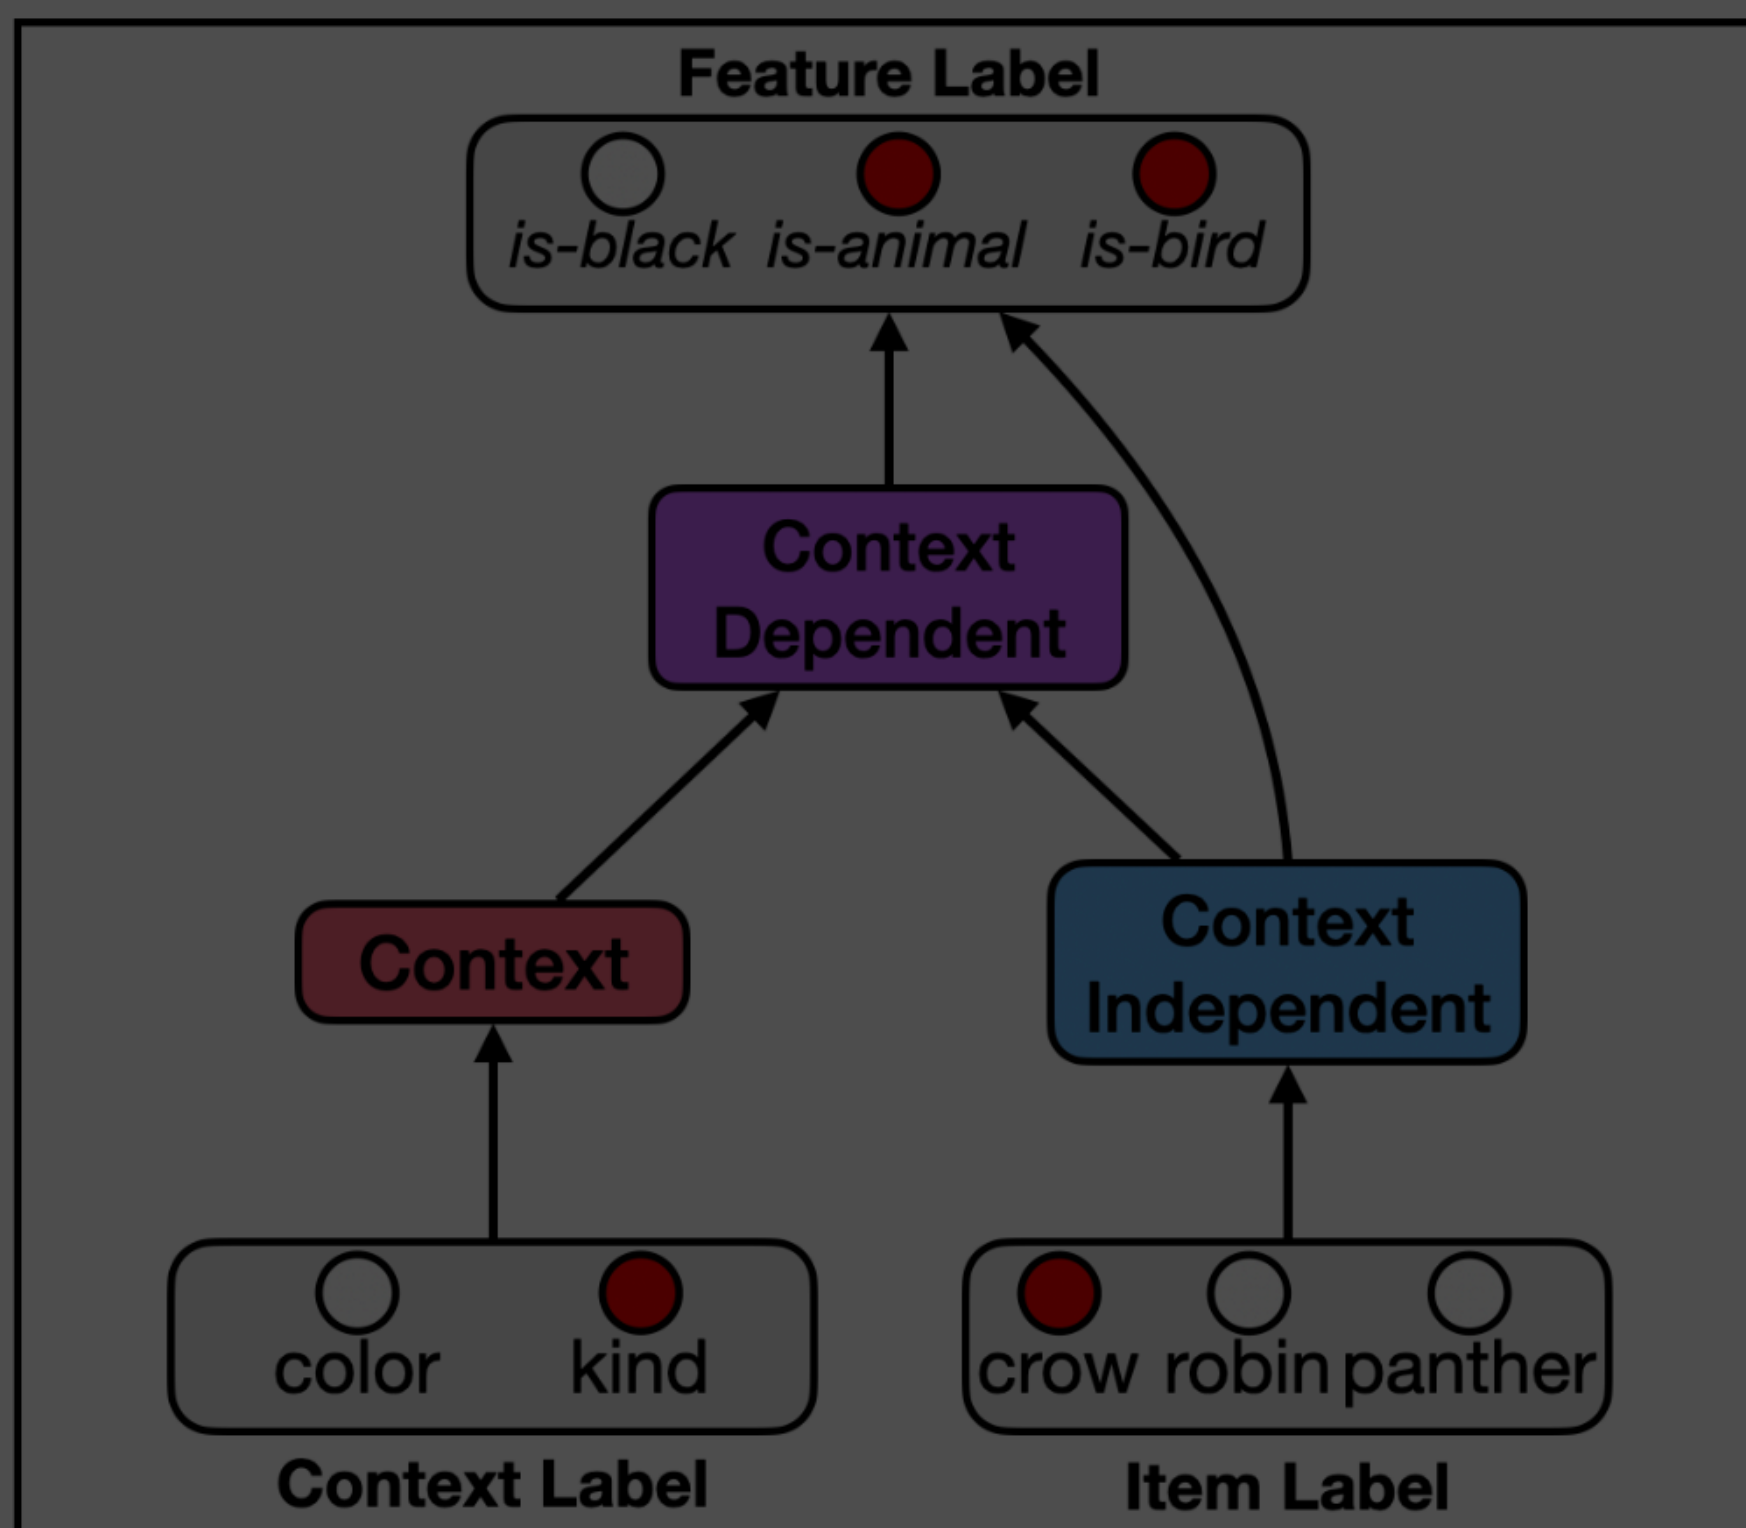 Feature Label
is-black is-animal is-bird
Context
Dependent
Context
Context
Independent
color kind
crow robin panther
Context Label
Item Label